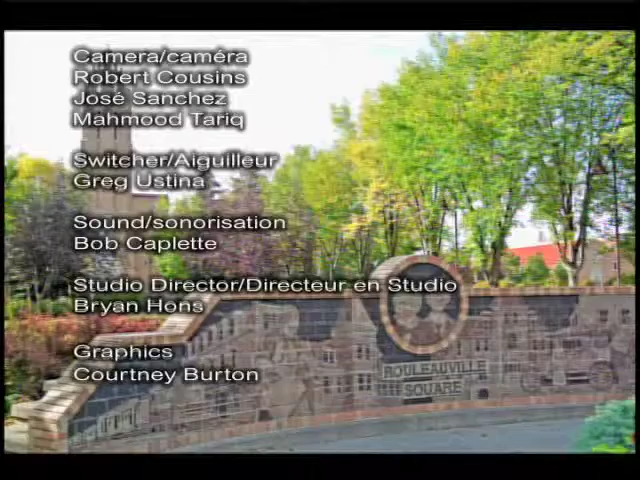 Camera/caméra
Robert Cousins
José Sanchez
Mahmood Tariq
Switcher/Aiguilleur
Greg Ustina
Sound/sonorisation
Bob Caplette
Studio Director/Directeur en Studio
Bryan Hons
Graphics
Courtney Burton
ROULEAUVILLE
SQUARE